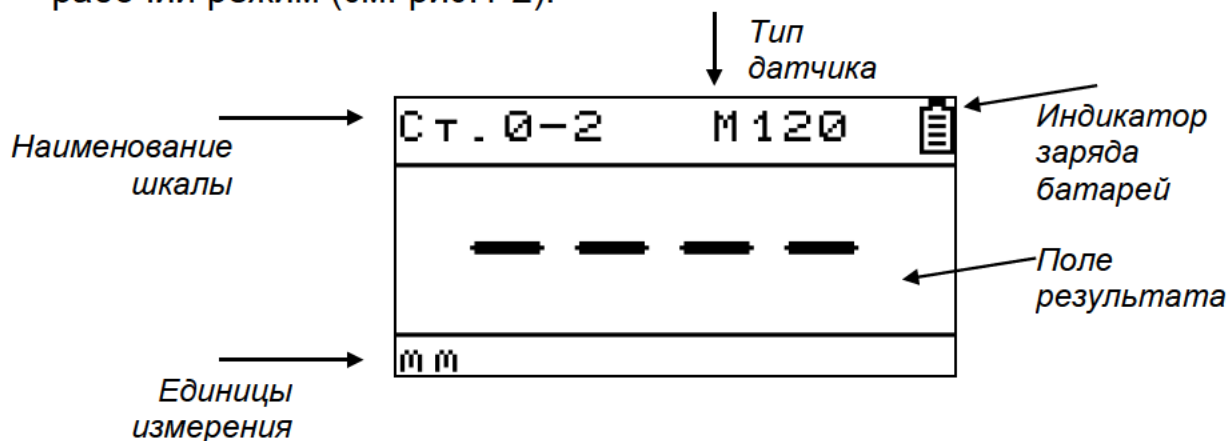 рабочий режим (см. рис.1-2).
Тип
датчика
Ст.0-2 М120
Наименование
шкалы
Индикатор
заряда
батарей
– – – –
Поле
результата
mm
Единицы
измерения